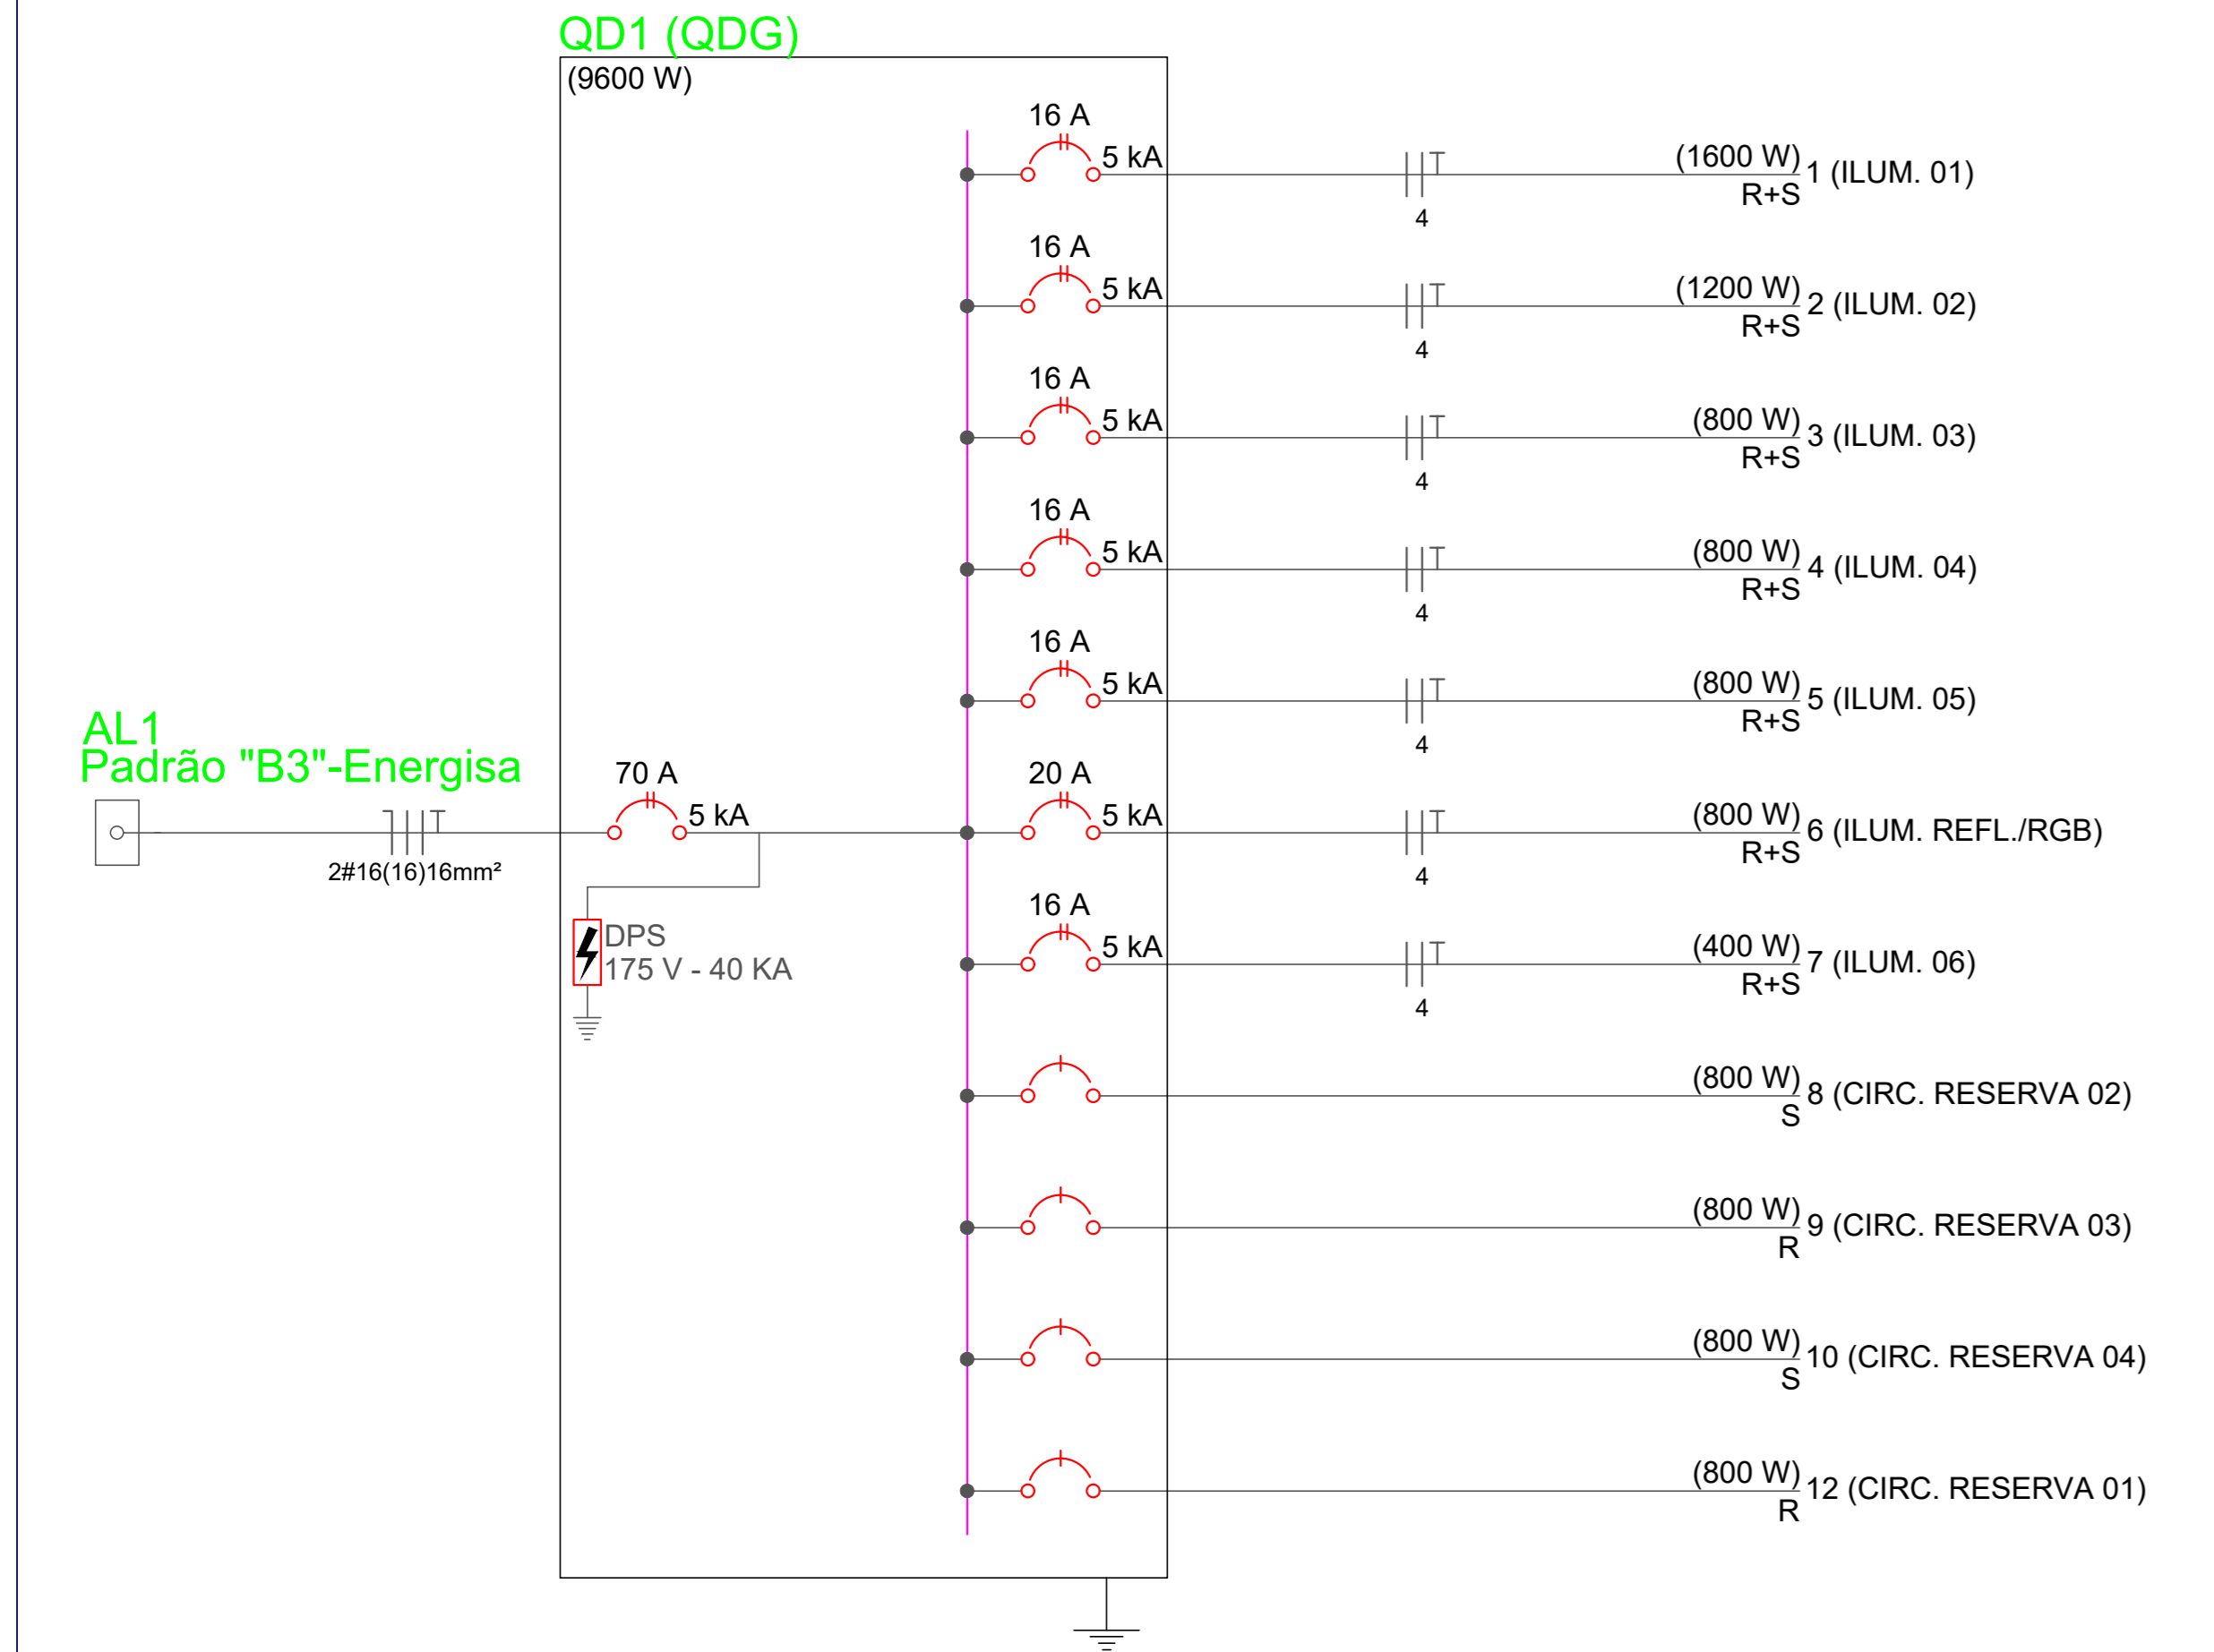 QD1 (QDG)
(9600 W)
16 A
5 kA
(1600 W)
R+S
1 (ILUM. 01)
4
16 A
5 kA
(1200 W)
R+S
2 (ILUM. 02)
4
16 A
5 kA
(800 W)
R+S
3 (ILUM. 03)
4
16 A
5 kA
(800 W)
R+S
4 (ILUM. 04)
4
16 A
5 kA
(800 W)
R+S
5 (ILUM. 05)
4
AL1
Padrão "B3"-Energisa
2#16(16)16mm²
70 A
5 kA
DPS
175 V - 40 KA
20 A
5 kA
(800 W)
R+S
6 (ILUM. REFL./RGB)
4
16 A
5 kA
(400 W)
R+S
7 (ILUM. 06)
4
(800 W)
S
8 (CIRC. RESERVA 02)
(800 W)
R
9 (CIRC. RESERVA 03)
(800 W)
S
10 (CIRC. RESERVA 04)
(800 W)
R
12 (CIRC. RESERVA 01)